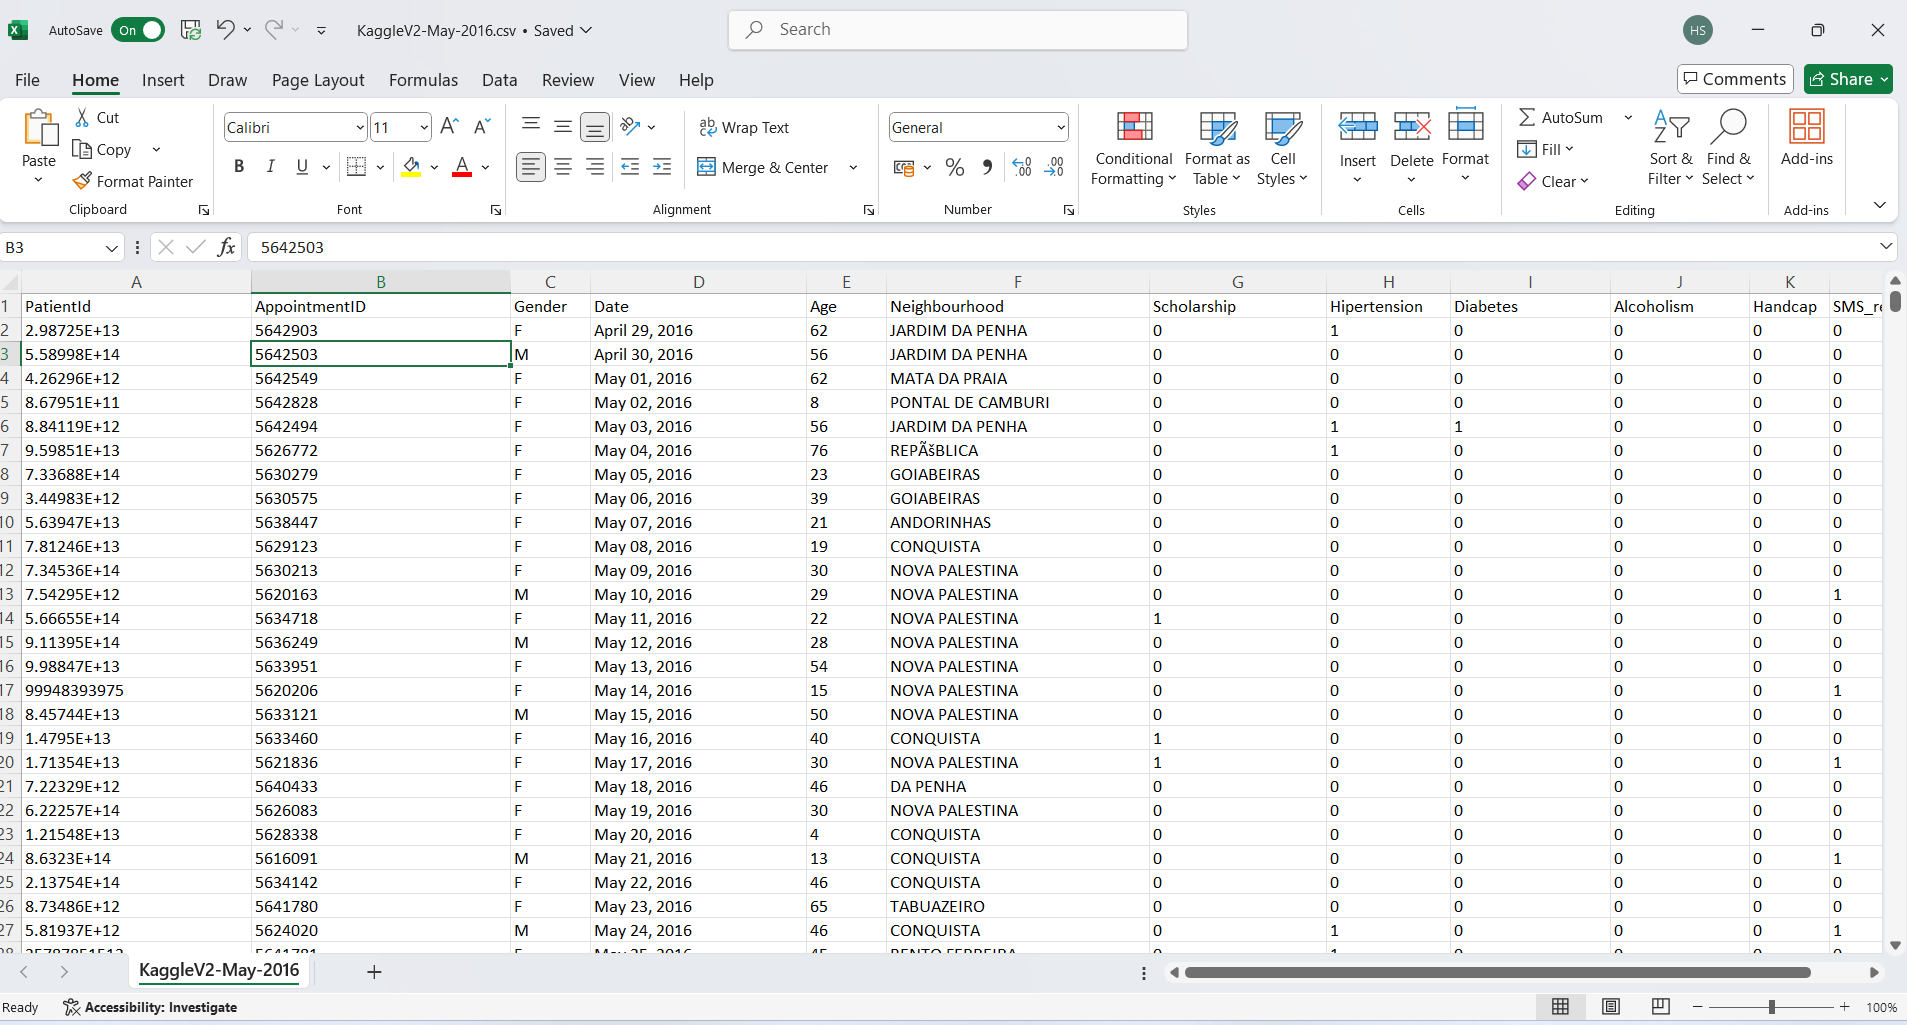 AutoSave On KaggleV2-May-2016.csv • Saved Search HS
File Home Insert Draw Page Layout Formulas Data Review View Help Comments Share
Paste Cut Copy Format Painter Clipboard
Calibri 11 B I U A Font
Wrap Text Merge & Center Alignment
General % Number
Conditional Formatting Format as Table Cell Styles Styles
Insert Delete Format Cells
AutoSum Fill Clear Sort & Filter Find & Select Editing
Add-ins Add-ins
B3 fx 5642503
A B C D E F G H I J K
1 PatientId AppointmentID Gender Date Age Neighbourhood Scholarship Hipertension Diabetes Alcoholism Handcap SMS_re
2 2.98725E+13 5642903 F April 29, 2016 62 JARDIM DA PENHA 0 1 0 0 0 0
3 5.58998E+14 5642503 M April 30, 2016 56 JARDIM DA PENHA 0 0 0 0 0 0
4 4.26296E+12 5642549 F May 01, 2016 62 MATA DA PRAIA 0 0 0 0 0 0
5 8.67951E+11 5642828 F May 02, 2016 8 PONTAL DE CAMBURI 0 0 0 0 0 0
6 8.84119E+12 5642494 F May 03, 2016 56 JARDIM DA PENHA 0 1 1 0 0 0
7 9.59851E+13 5626772 F May 04, 2016 76 REPÃšBLICA 0 1 0 0 0 0
8 7.33688E+14 5630279 F May 05, 2016 23 GOIABEIRAS 0 0 0 0 0 0
9 3.44983E+12 5630575 F May 06, 2016 39 GOIABEIRAS 0 0 0 0 0 0
10 5.63947E+13 5638447 F May 07, 2016 21 ANDORINHAS 0 0 0 0 0 0
11 7.81246E+13 5629123 F May 08, 2016 19 CONQUISTA 0 0 0 0 0 0
12 7.34536E+14 5630213 F May 09, 2016 30 NOVA PALESTINA 0 0 0 0 0 0
13 7.54295E+12 5620163 M May 10, 2016 29 NOVA PALESTINA 0 0 0 0 0 1
14 5.66655E+14 5634718 F May 11, 2016 22 NOVA PALESTINA 1 0 0 0 0 0
15 9.11395E+14 5636249 M May 12, 2016 28 NOVA PALESTINA 0 0 0 0 0 0
16 9.98847E+13 5633951 F May 13, 2016 54 NOVA PALESTINA 0 0 0 0 0 0
17 99948393975 5620206 F May 14, 2016 15 NOVA PALESTINA 0 0 0 0 0 1
18 8.45744E+13 5633121 M May 15, 2016 50 NOVA PALESTINA 0 0 0 0 0 0
19 1.4795E+13 5633460 F May 16, 2016 40 CONQUISTA 1 0 0 0 0 0
20 1.71354E+13 5621836 F May 17, 2016 30 NOVA PALESTINA 1 0 0 0 0 1
21 7.22329E+12 5640433 F May 18, 2016 46 DA PENHA 0 0 0 0 0 0
22 6.22257E+14 5626083 F May 19, 2016 30 NOVA PALESTINA 0 0 0 0 0 0
23 1.21548E+13 5628338 F May 20, 2016 4 CONQUISTA 0 0 0 0 0 0
24 8.6323E+14 5616091 M May 21, 2016 13 CONQUISTA 0 0 0 0 0 1
25 2.13754E+14 5634142 F May 22, 2016 46 CONQUISTA 0 0 0 0 0 0
26 8.73486E+12 5641780 F May 23, 2016 65 TABUAZEIRO 0 0 0 0 0 0
27 5.81937E+12 5624020 M May 24, 2016 46 CONQUISTA 0 1 0 0 0 1
KaggleV2-May-2016
Ready Accessibility: Investigate 100%